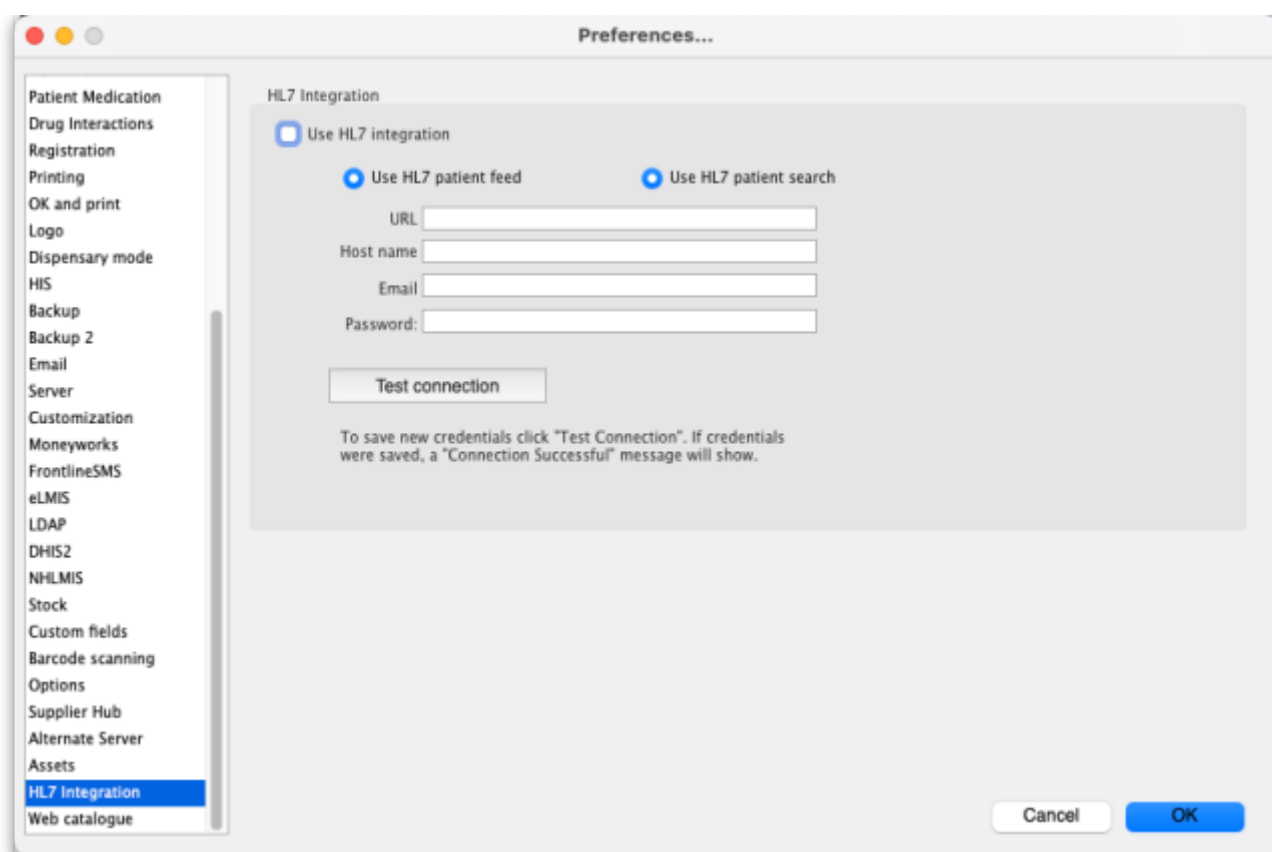 Preferences...
Patient Medication
Drug Interactions
Registration
Printing
OK and print
Logo
Dispensary mode
HIS
Backup
Backup 2
Email
Server
Customization
Moneyworks
FrontlineSMS
eLMIS
LDAP
DHIS2
NHLMIS
Stock
Custom fields
Barcode scanning
Options
Supplier Hub
Alternate Server
Assets
HL7 Integration
Web catalogue
HL7 Integration
Use HL7 integration
Use HL7 patient feed Use HL7 patient search
URL
Host name
Email
Password:
Test connection
To save new credentials click "Test Connection". If credentials
were saved, a "Connection Successful" message will show.
Cancel OK